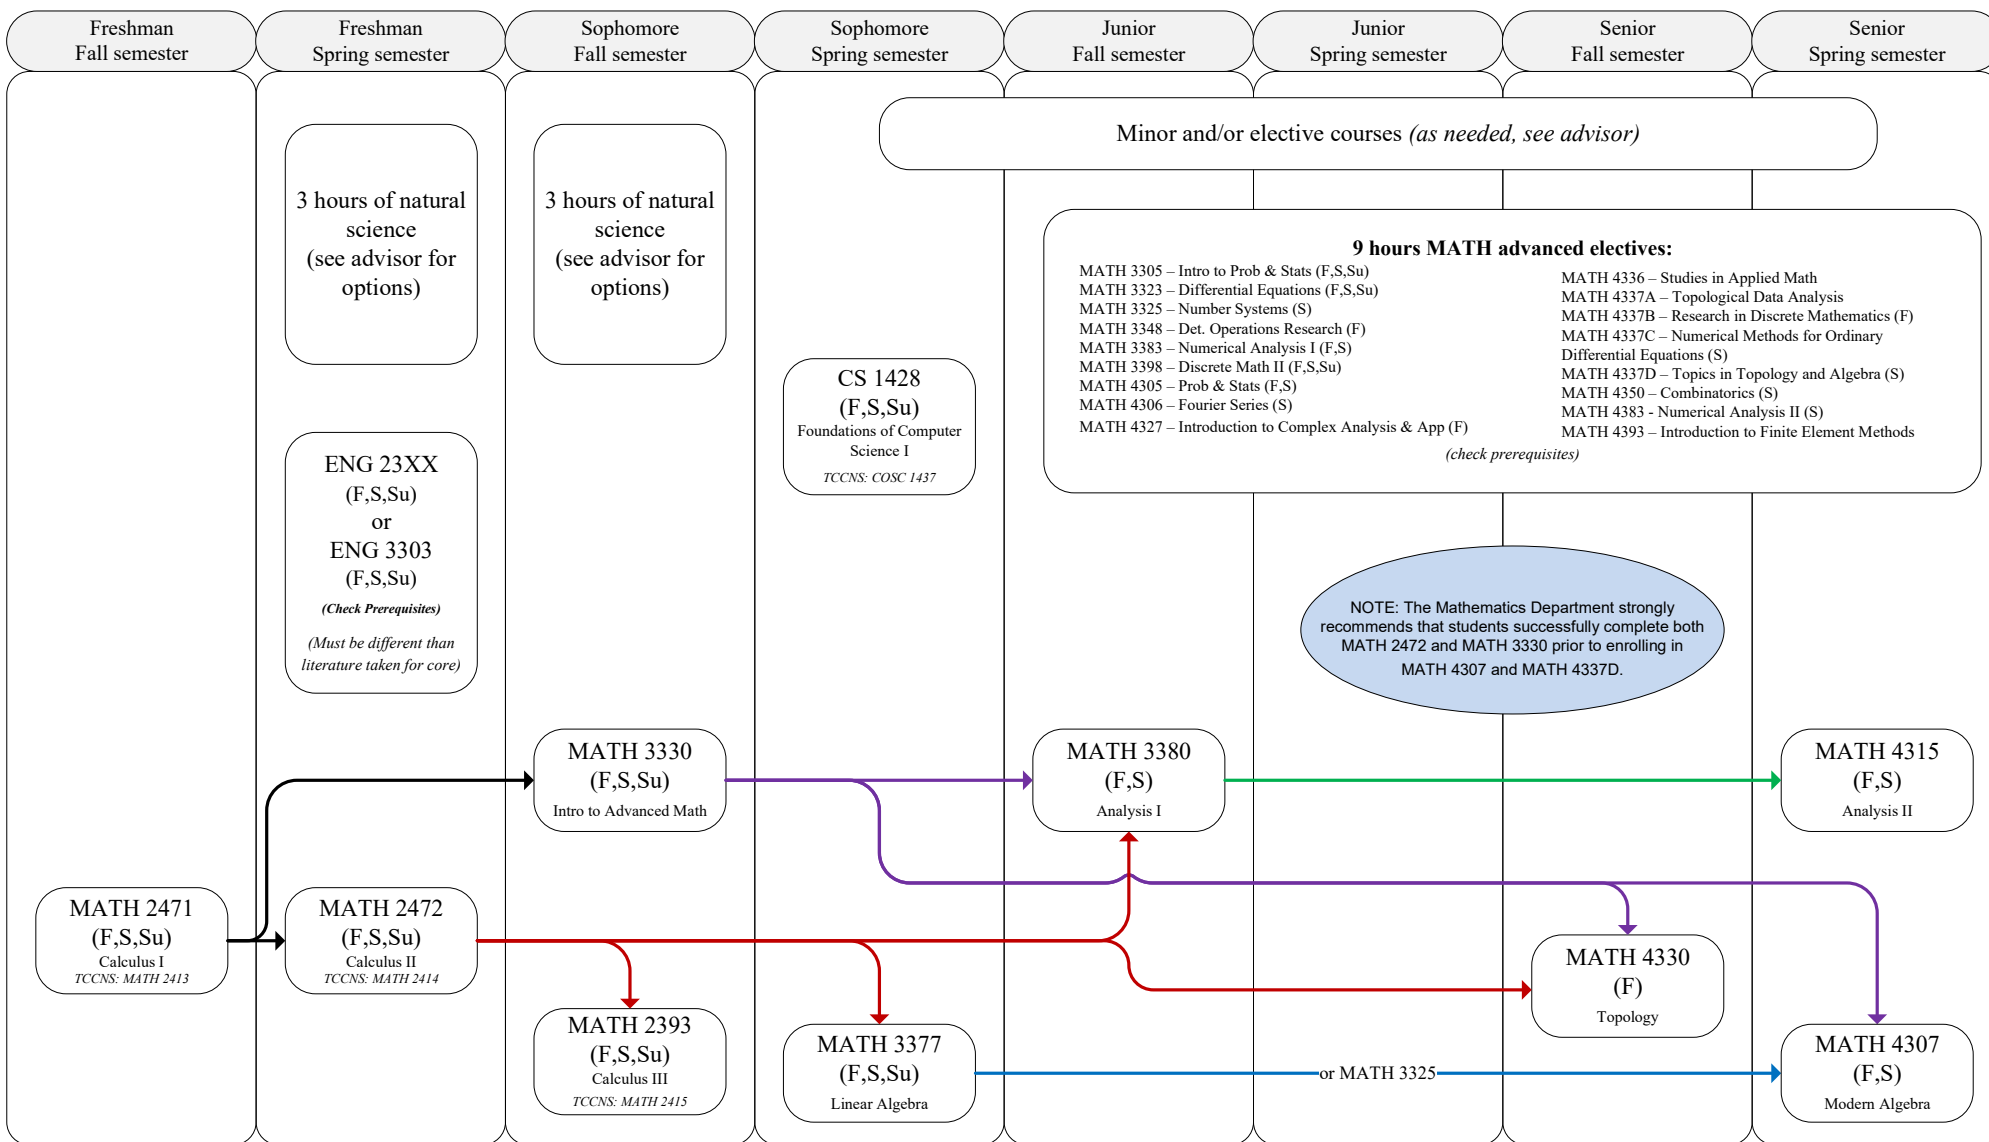 Freshman
Fall semester
Freshman
Spring semester
Sophomore
Fall semester
Sophomore
Spring semester
Junior
Fall semester
Junior
Spring semester
Senior
Fall semester
Senior
Spring semester
Minor and/or elective courses (as needed, see advisor)
3 hours of natural
science
(see advisor for
options)
3 hours of natural
science
(see advisor for
options)
9 hours MATH advanced electives:
MATH 3305 – Intro to Prob & Stats (F,S,Su)
MATH 3323 – Differential Equations (F,S,Su)
MATH 3325 – Number Systems (S)
MATH 3348 – Det. Operations Research (F)
MATH 3383 – Numerical Analysis I (F,S)
MATH 3398 – Discrete Math II (F,S,Su)
MATH 4305 – Prob & Stats (F,S)
MATH 4306 – Fourier Series (S)
MATH 4327 – Introduction to Complex Analysis & App (F)
MATH 4336 – Studies in Applied Math
MATH 4337A – Topological Data Analysis
MATH 4337B – Research in Discrete Mathematics (F)
MATH 4337C – Numerical Methods for Ordinary
Differential Equations (S)
MATH 4337D – Topics in Topology and Algebra (S)
MATH 4350 – Combinatorics (S)
MATH 4383 - Numerical Analysis II (S)
MATH 4393 – Introduction to Finite Element Methods
(check prerequisites)
CS 1428
(F,S,Su)
Foundations of Computer
Science I
TCCNS: COSC 1437
ENG 23XX
(F,S,Su)
or
ENG 3303
(F,S,Su)
(Check Prerequisites)
(Must be different than
literature taken for core)
NOTE: The Mathematics Department strongly
recommends that students successfully complete both
MATH 2472 and MATH 3330 prior to enrolling in
MATH 4307 and MATH 4337D.
MATH 3330
(F,S,Su)
Intro to Advanced Math
MATH 3380
(F,S)
Analysis I
MATH 4315
(F,S)
Analysis II
MATH 2471
(F,S,Su)
Calculus I
TCCNS: MATH 2413
MATH 2472
(F,S,Su)
Calculus II
TCCNS: MATH 2414
MATH 4330
(F)
Topology
MATH 2393
(F,S,Su)
Calculus III
TCCNS: MATH 2415
MATH 3377
(F,S,Su)
Linear Algebra
or MATH 3325
MATH 4307
(F,S)
Modern Algebra